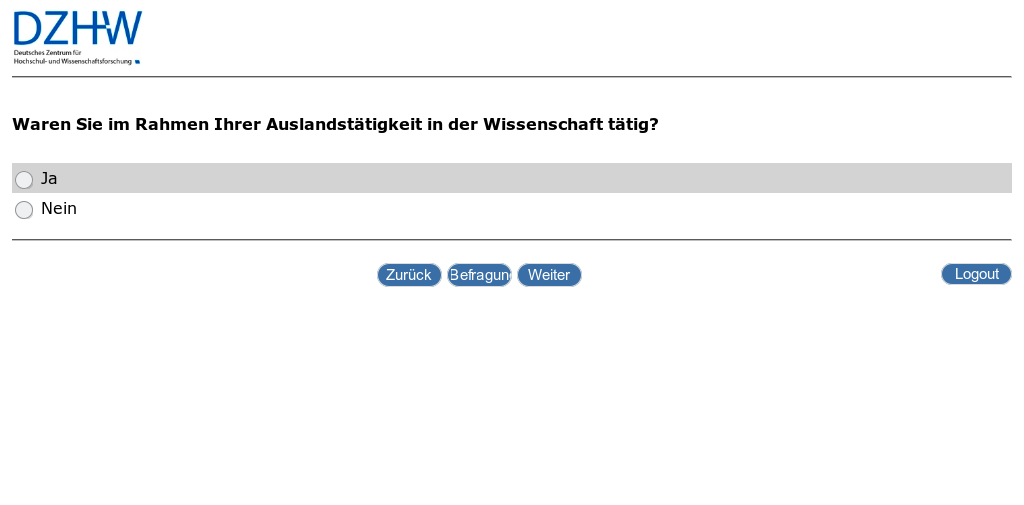 DZHW
Deutsches Zentrum für
Hochschul- und Wissenschaftsforschung
Waren Sie im Rahmen Ihrer Auslandstätigkeit in der Wissenschaft tätig?
Ja
Nein
Zurück Befragung Weiter Logout